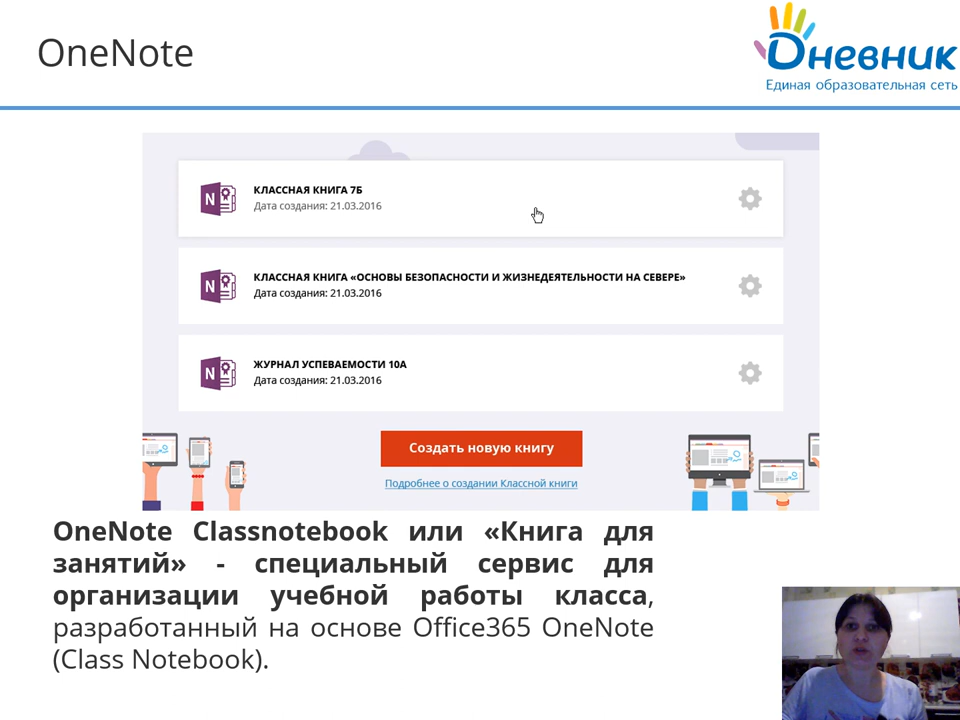 OneNote
Дневник
Единая образовательная сеть
N
КЛАССНАЯ КНИГА 7Б
Дата создания: 21.03.2016
N
КЛАССНАЯ КНИГА «ОСНОВЫ БЕЗОПАСНОСТИ И ЖИЗНЕДЕЯТЕЛЬНОСТИ НА СЕВЕРЕ»
Дата создания: 21.03.2016
N
ЖУРНАЛ УСПЕВАЕМОСТИ 10А
Дата создания: 21.03.2016
Создать новую книгу
Подробнее о создании Классной книги
OneNote Classnotebook или «Книга для
занятий» - специальный сервис для
организации учебной работы класса,
разработанный на основе Office365 OneNote
(Class Notebook).